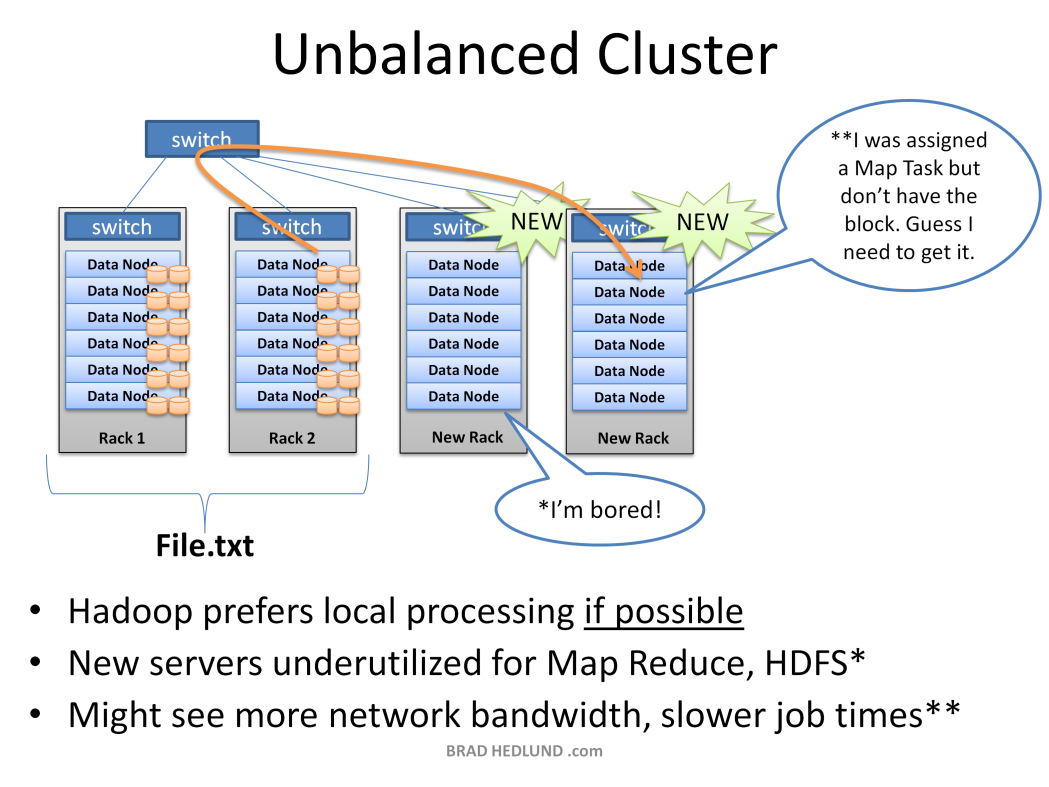 Unbalanced Cluster
switch
**I was assigned
a Map Task but
don’t have the
block. Guess I
need to get it.
switch
switch
switch
NEW
switch
NEW
Data Node
Data Node
Data Node
Data Node
Data Node
Data Node
Rack 1
Data Node
Data Node
Data Node
Data Node
Data Node
Data Node
Rack 2
Data Node
Data Node
Data Node
Data Node
Data Node
Data Node
New Rack
Data Node
Data Node
Data Node
Data Node
Data Node
Data Node
New Rack
*I’m bored!
File.txt
• Hadoop prefers local processing if possible
• New servers underutilized for Map Reduce, HDFS*
• Might see more network bandwidth, slower job times**
BRAD HEDLUND .com